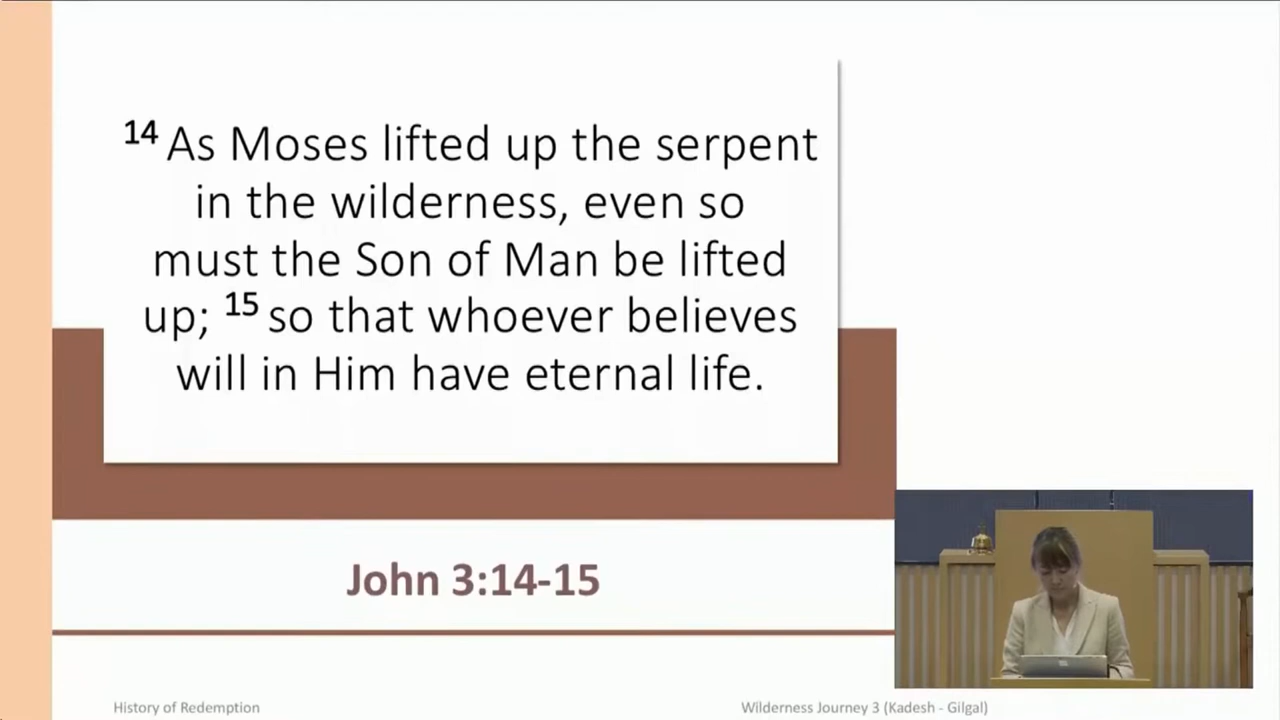 14 As Moses lifted up the serpent
in the wilderness, even so
must the Son of Man be lifted
up; 15 so that whoever believes
will in Him have eternal life.
John 3:14-15
History of Redemption
Wilderness Journey 3 (Kadesh - Gilgal)